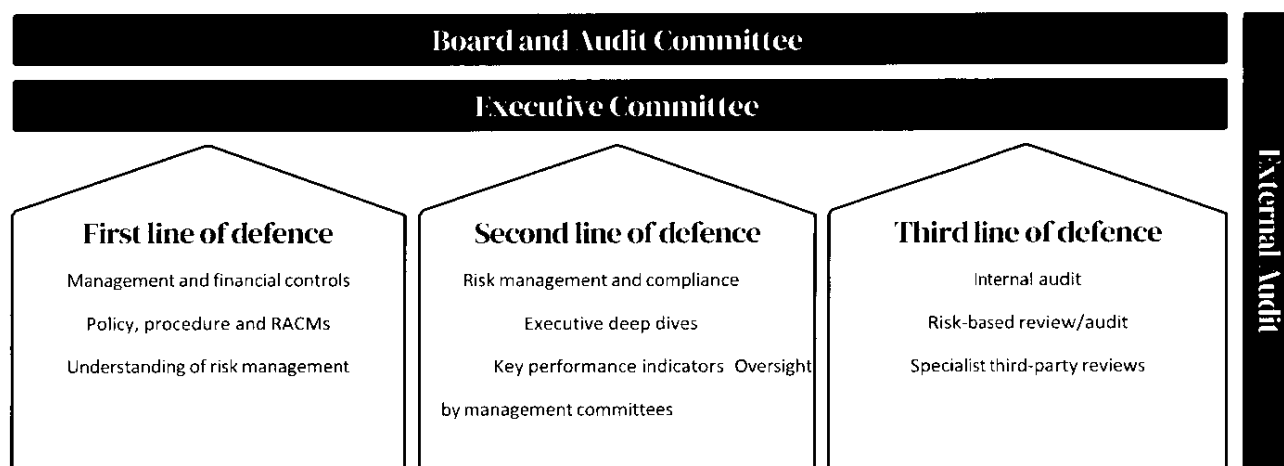 Board and Audit Committee
Executive Committee
External Audit
First line of defence
Management and financial controls
Policy, procedure and RACMs
Understanding of risk management
Second line of defence
Risk management and compliance
Executive deep dives
Key performance indicators Oversight
by management committees
Third line of defence
Internal audit
Risk-based review/audit
Specialist third-party reviews